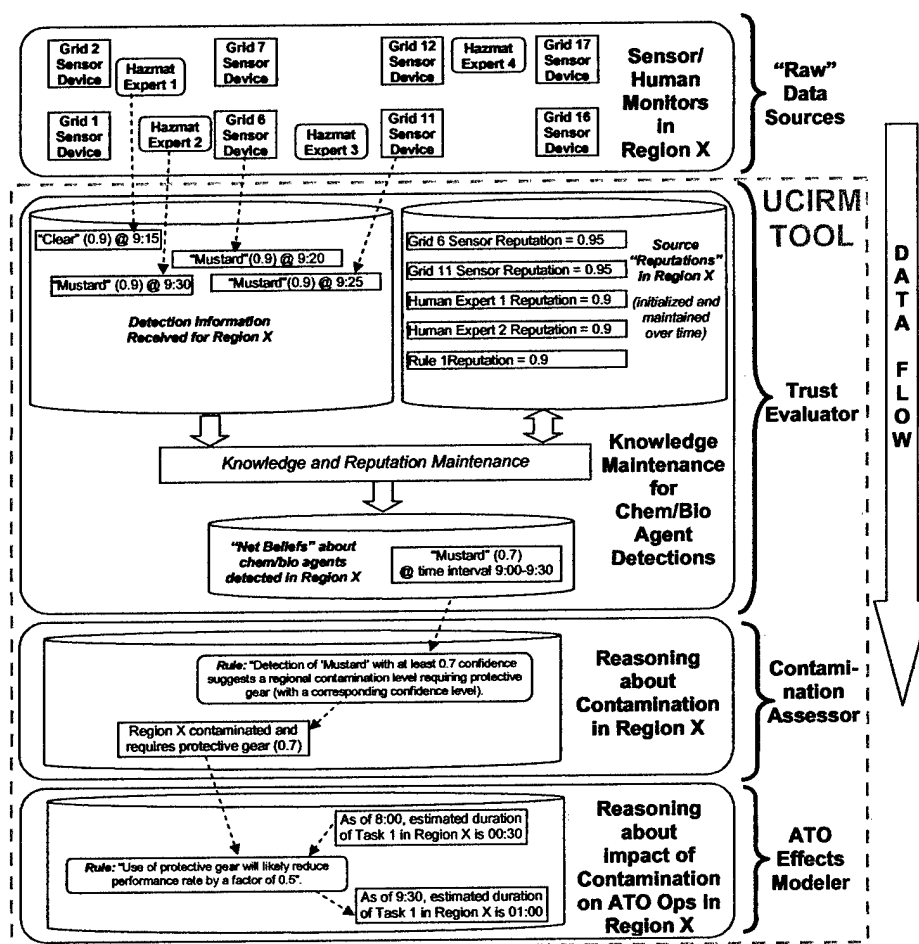 Grid 2
Sensor
Device
Hazmat
Expert 1
Grid 7
Sensor
Device
Grid 12
Sensor
Device
Hazmat
Expert 4
Grid 17
Sensor
Device
Grid 1
Sensor
Device
Hazmat
Expert 2
Grid 6
Sensor
Device
Hazmat
Expert 3
Grid 11
Sensor
Device
Grid 16
Sensor
Device
Sensor/
Human
Monitors
in
Region X
"Raw"
Data
Sources
UCIRM
TOOL
DATA FLOW
"Clear" (0.9) @ 9:15
"Mustard"(0.9) @ 9:20
"Mustard" (0.9) @ 9:30
"Mustard"(0.9) @ 9:25
Detection Information
Received for Region X
Grid 6 Sensor Reputation = 0.95
Grid 11 Sensor Reputation = 0.95
Human Expert 1 Reputation = 0.9
Human Expert 2 Reputation = 0.9
Rule 1Reputation = 0.9
Source
"Reputations"
in Region X
(initialized and
maintained
over time)
Trust
Evaluator
Knowledge and Reputation Maintenance
Knowledge
Maintenance
for
Chem/Bio
Agent
Detections
"Net Beliefs" about
chem/bio agents
detected in Region X
"Mustard" (0.7)
@ time interval 9:00-9:30
Rule: "Detection of 'Mustard' with at least 0.7 confidence
suggests a regional contamination level requiring protective
gear (with a corresponding confidence level).
Region X contaminated and
requires protective gear (0.7)
Reasoning
about
Contamination
in Region X
Contami-
nation
Assessor
As of 8:00, estimated duration
of Task 1 in Region X is 00:30
Rule: "Use of protective gear will likely reduce
performance rate by a factor of 0.5".
As of 9:30, estimated duration
of Task 1 in Region X is 01:00
Reasoning
about
impact of
Contamination
on ATO Ops in
Region X
ATO
Effects
Modeler